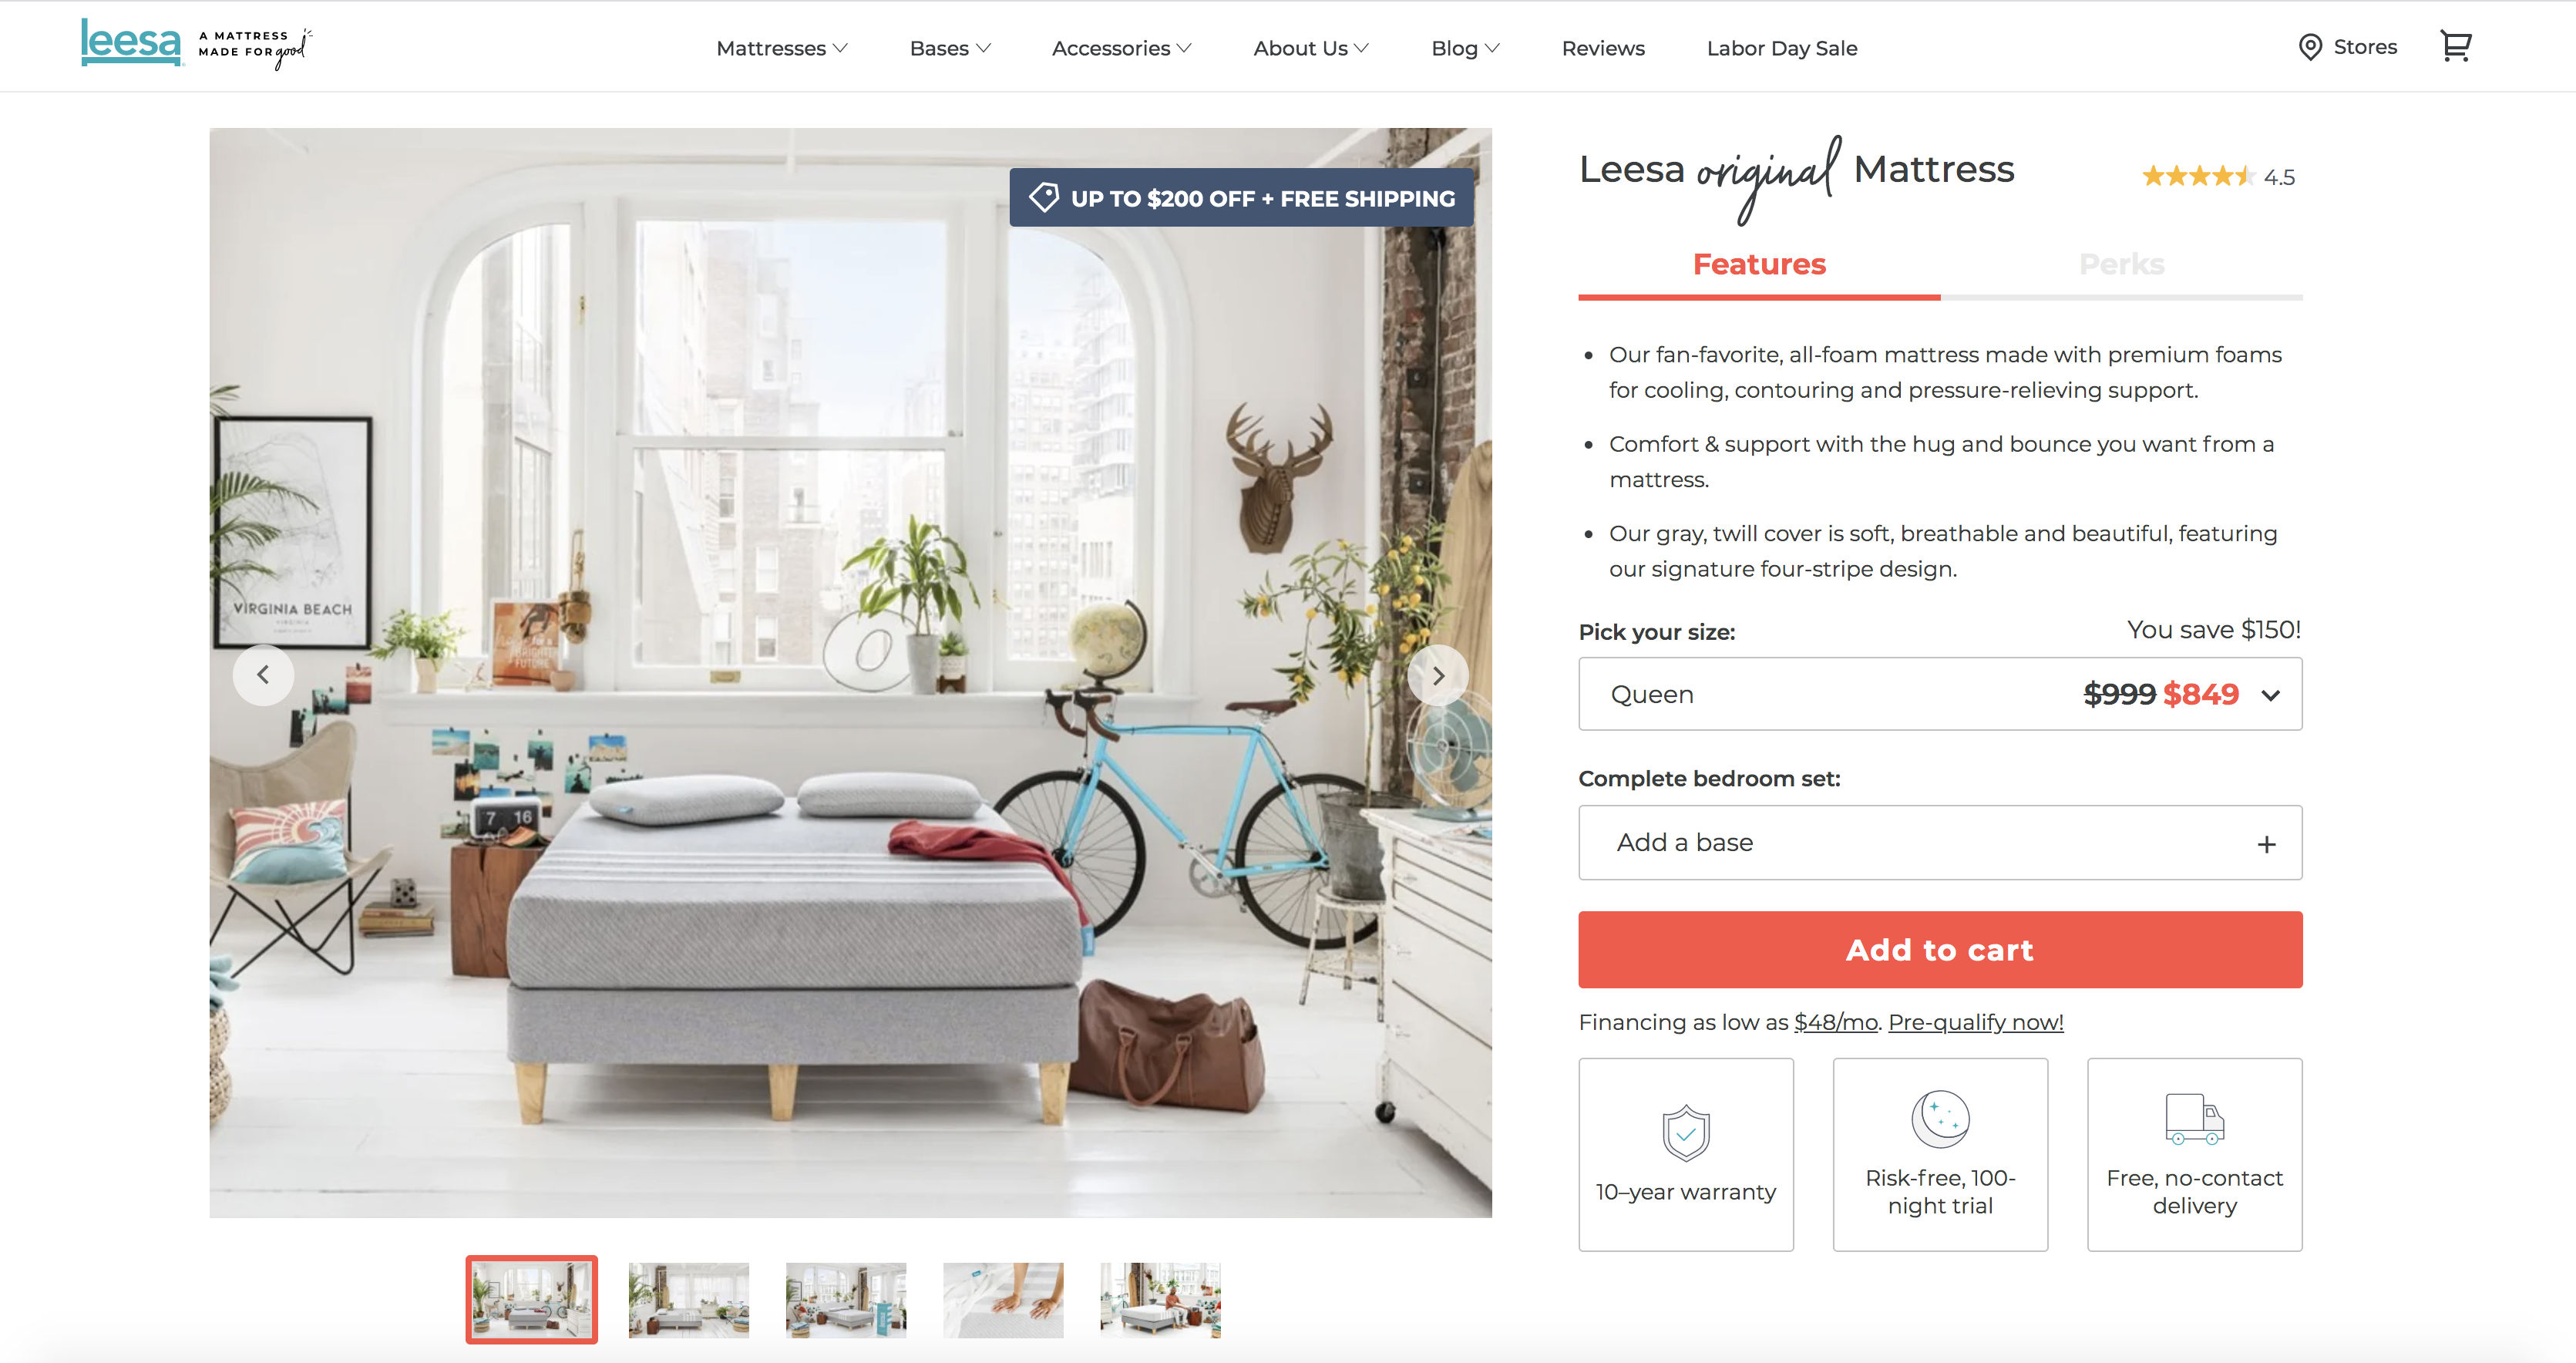 leesa
A MATTRESS
MADE FOR good
Mattresses
Bases
Accessories
About Us
Blog
Reviews
Labor Day Sale
Stores
UP TO $200 OFF + FREE SHIPPING
VIRGINIA BEACH
VIRGINIA
FOR A
BRIGHTER
FUTURE
7 16
Leesa original Mattress
4.5
Features
Perks
• Our fan-favorite, all-foam mattress made with premium foams
for cooling, contouring and pressure-relieving support.
• Comfort & support with the hug and bounce you want from a
mattress.
• Our gray, twill cover is soft, breathable and beautiful, featuring
our signature four-stripe design.
Pick your size:
You save $150!
Queen
$999 $849
Complete bedroom set:
Add a base
+
Add to cart
Financing as low as $48/mo. Pre-qualify now!
10–year warranty
Risk-free, 100-
night trial
Free, no-contact
delivery